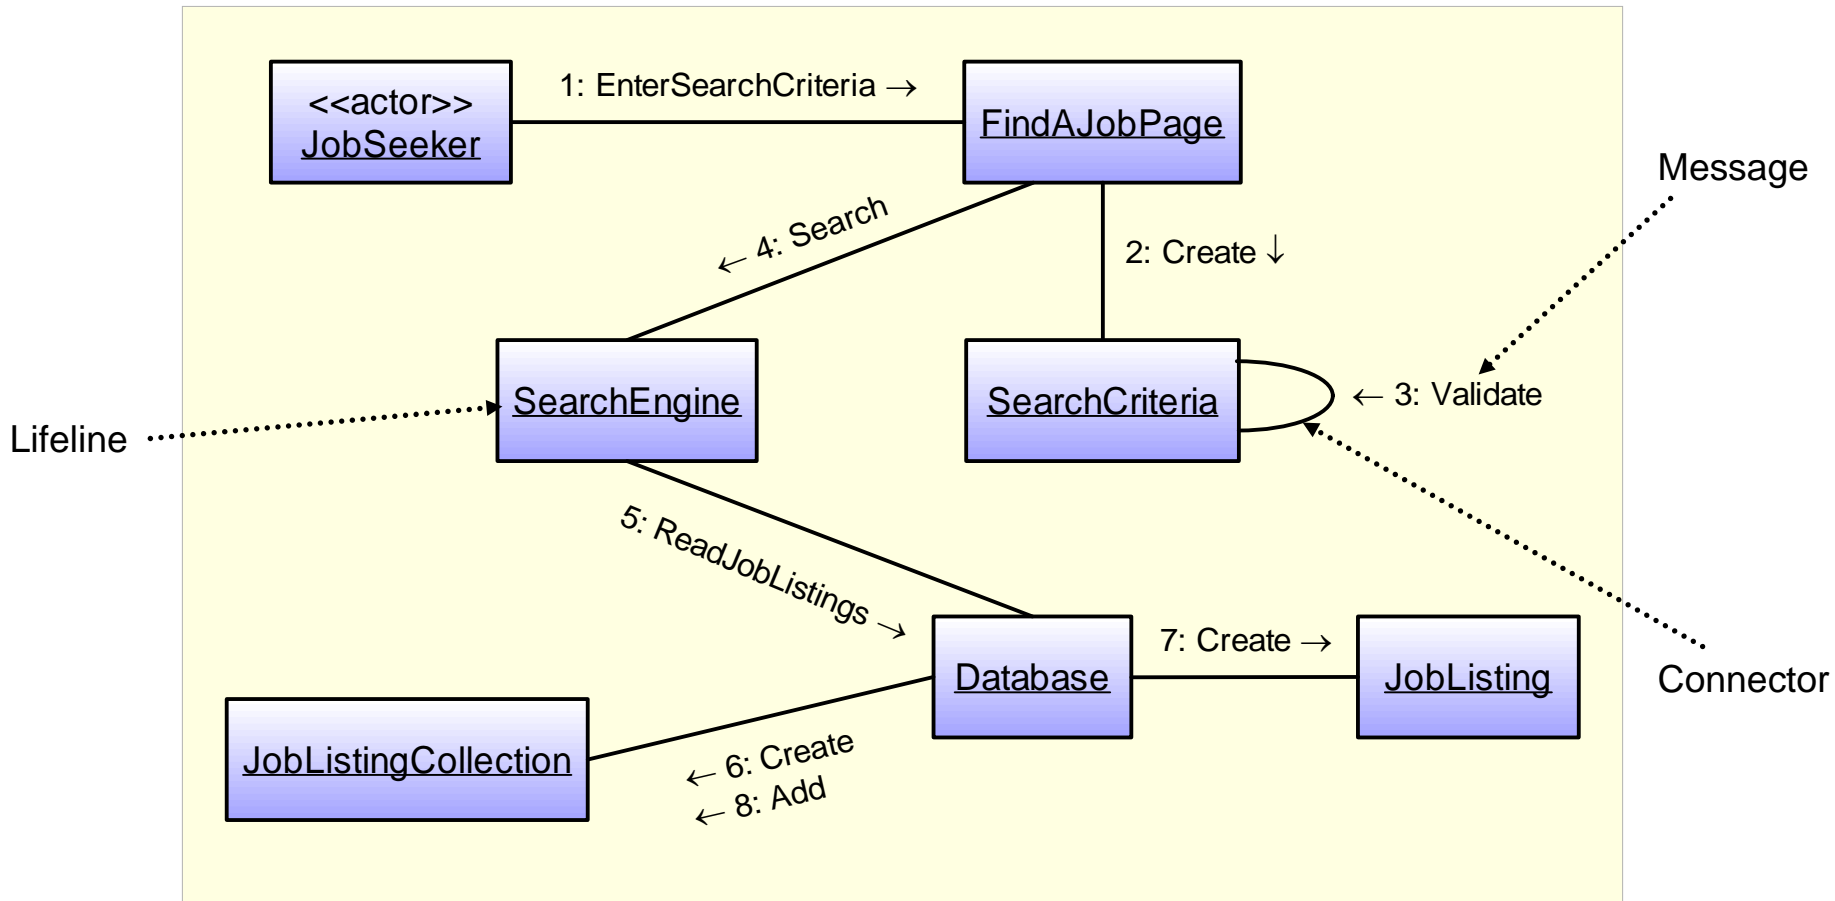 <<actor>>
JobSeeker
1: EnterSearchCriteria →
FindAJobPage
Message
← 4: Search
2: Create ↓
SearchEngine
SearchCriteria
← 3: Validate
Lifeline
5: ReadJobListings →
Database
7: Create →
JobListing
Connector
JobListingCollection
← 6: Create
← 8: Add